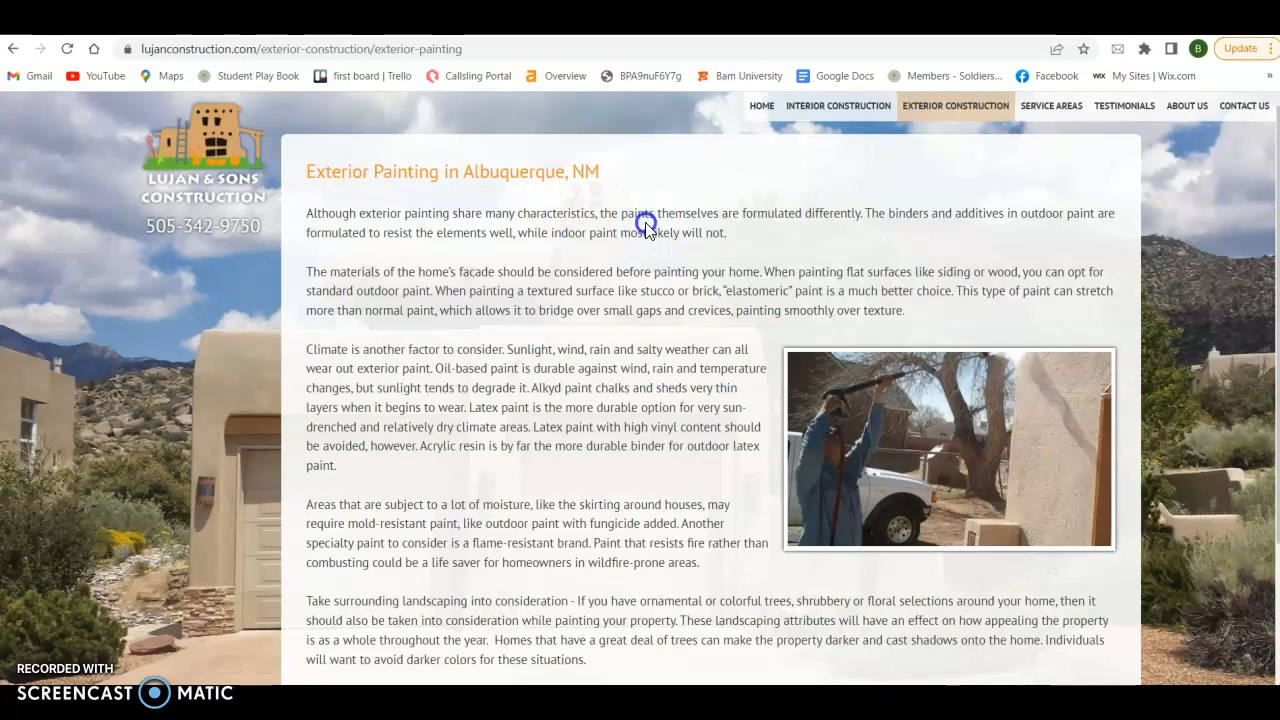 lujanconstruction.com/exterior-construction/exterior-painting
B
Update
Gmail
YouTube
Maps
Student Play Book
first board | Trello
Callsling Portal
Overview
BPA9nuF6Y7g
Bam University
Google Docs
Members - Soldiers...
Facebook
WIX My Sites | Wix.com
»
HOME
INTERIOR CONSTRUCTION
EXTERIOR CONSTRUCTION
SERVICE AREAS
TESTIMONIALS
ABOUT US
CONTACT US
LUJAN & SONS
CONSTRUCTION
505-342-9750
Exterior Painting in Albuquerque, NM
Although exterior painting share many characteristics, the paints themselves are formulated differently. The binders and additives in outdoor paint are
formulated to resist the elements well, while indoor paint most likely will not.
The materials of the home's facade should be considered before painting your home. When painting flat surfaces like siding or wood, you can opt for
standard outdoor paint. When painting a textured surface like stucco or brick, “elastomeric” paint is a much better choice. This type of paint can stretch
more than normal paint, which allows it to bridge over small gaps and crevices, painting smoothly over texture.
Climate is another factor to consider. Sunlight, wind, rain and salty weather can all
wear out exterior paint. Oil-based paint is durable against wind, rain and temperature
changes, but sunlight tends to degrade it. Alkyd paint chalks and sheds very thin
layers when it begins to wear. Latex paint is the more durable option for very sun-
drenched and relatively dry climate areas. Latex paint with high vinyl content should
be avoided, however. Acrylic resin is by far the more durable binder for outdoor latex
paint.
Areas that are subject to a lot of moisture, like the skirting around houses, may
require mold-resistant paint, like outdoor paint with fungicide added. Another
specialty paint to consider is a flame-resistant brand. Paint that resists fire rather than
combusting could be a life saver for homeowners in wildfire-prone areas.
Take surrounding landscaping into consideration - If you have ornamental or colorful trees, shrubbery or floral selections around your home, then it
should also be taken into consideration while painting your property. These landscaping attributes will have an effect on how appealing the property
is as a whole throughout the year. Homes that have a great deal of trees can make the property darker and cast shadows onto the home. Individuals
will want to avoid darker colors for these situations.
RECORDED WITH
SCREENCAST MATIC